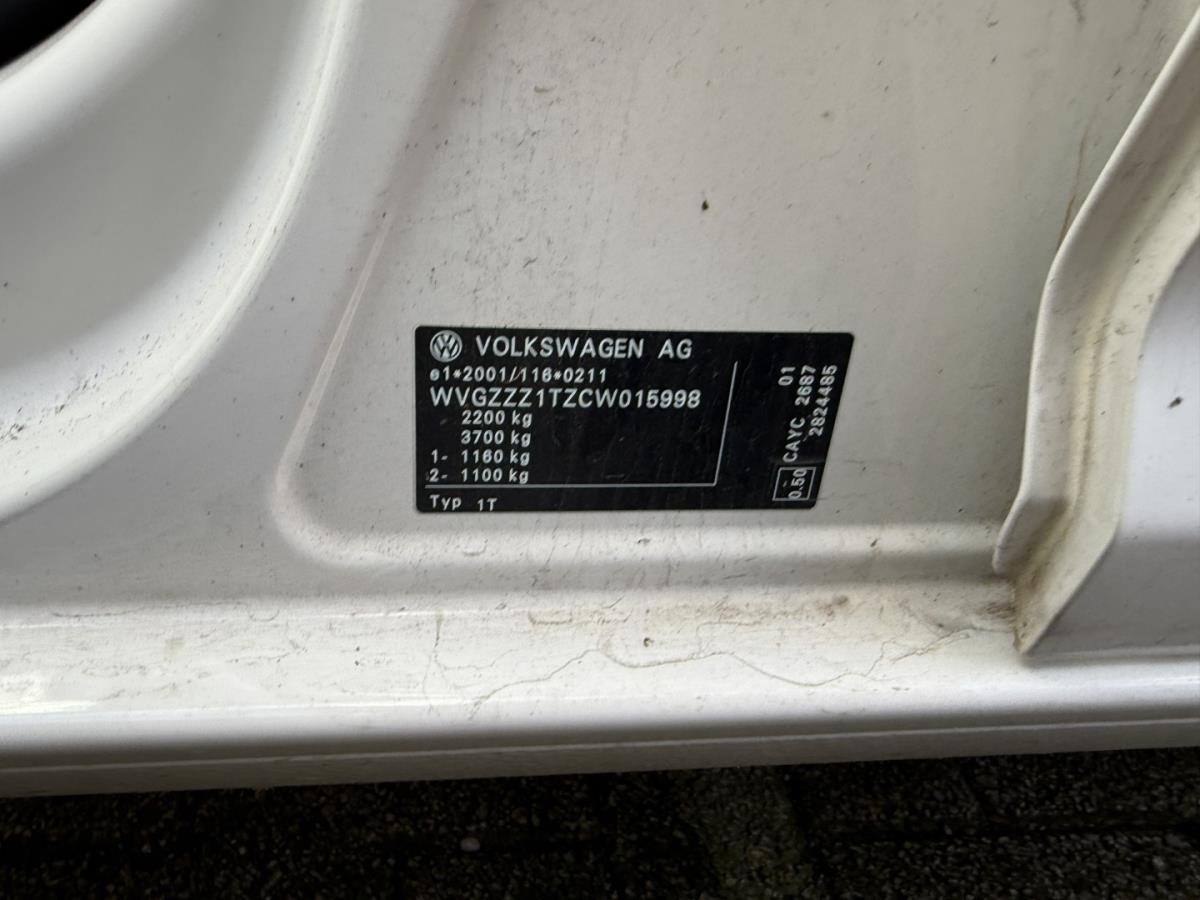 VOLKSWAGEN AG
e1*2001/116*0211
WVGZZZ1TZCW015998
2200 kg
3700 kg
1- 1160 kg
2- 1100 kg
Typ 1T
01
CAYC 2687
2824485
0.50